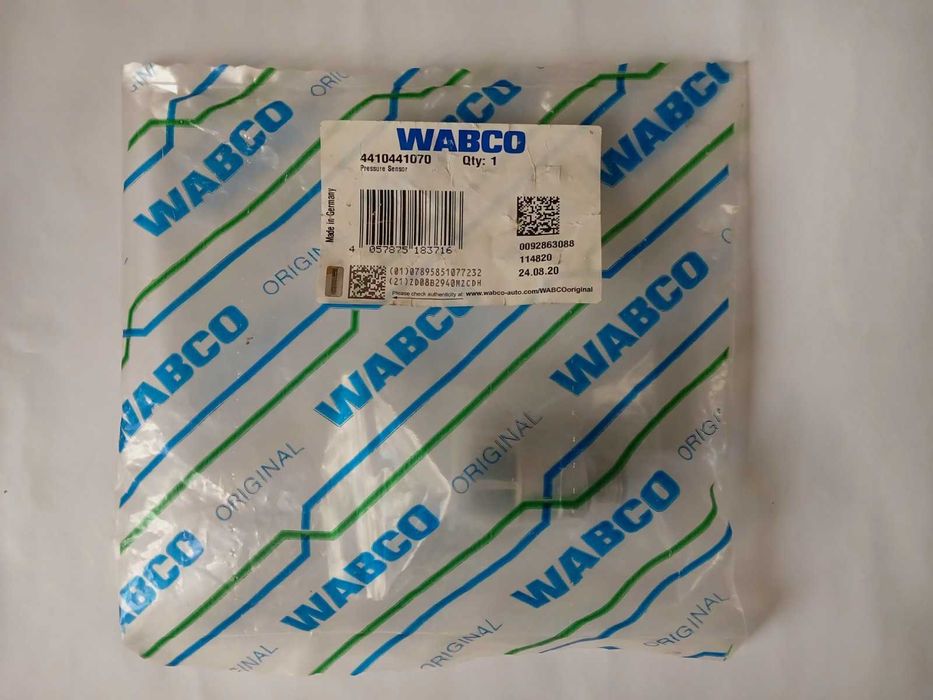 WABCO
4410441070 Qty: 1
Pressure Sensor
Made in Germany
4 057875 183716
0092863088
114820
24.08.20
(01)07895851077232
(21)ZD08B2940MZCDH
Please check authenticity at: www.wabco-auto.com/WABCOoriginal
ORIGINAL
WABCO
WABCO
WABCO
ORIGINAL
WABCO
WABCO
WABCO
ORIGINAL
ORIGINAL
ORIGINAL
WABCO
WABCO
WABCO
ORIGINAL
ORIGINAL
ORIGINAL